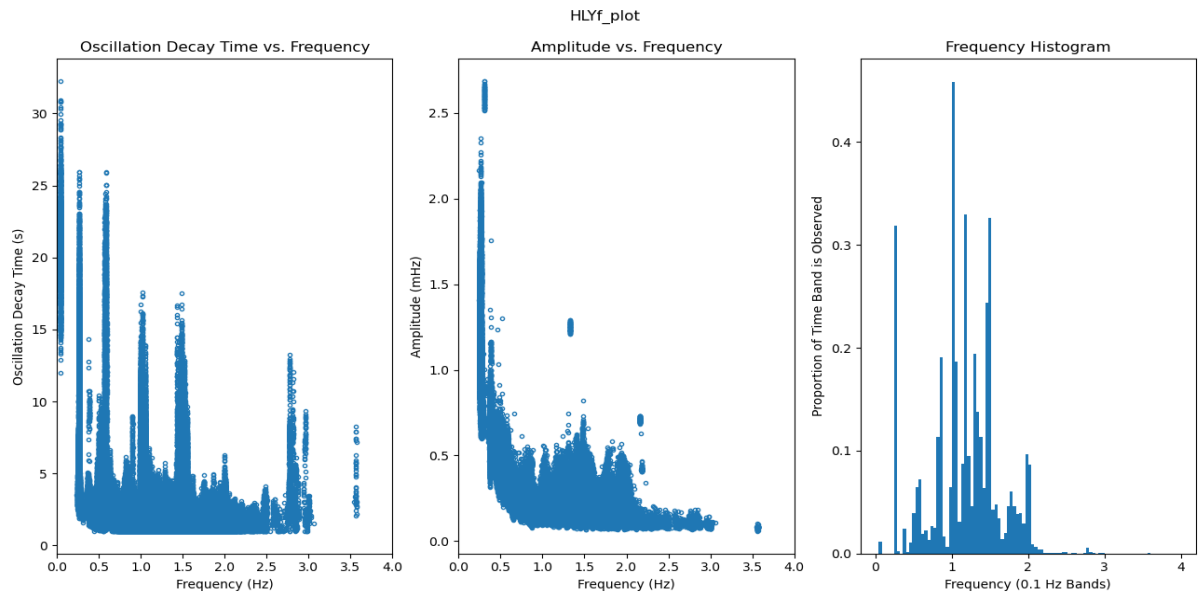 HLYf_plot
Oscillation Decay Time vs. Frequency
Oscillation Decay Time (s)
30
25
20
15
10
5
0
0.0 0.5 1.0 1.5 2.0 2.5 3.0 4.0
Frequency (Hz)
Amplitude vs. Frequency
Amplitude (mHz)
2.5
2.0
1.5
1.0
0.5
0.0
0.0 0.5 1.0 1.5 2.0 2.5 3.0 4.0
Frequency (Hz)
Frequency Histogram
Proportion of Time Band is Observed
0.4
0.3
0.2
0.1
0.0
0 1 2 3 4
Frequency (0.1 Hz Bands)